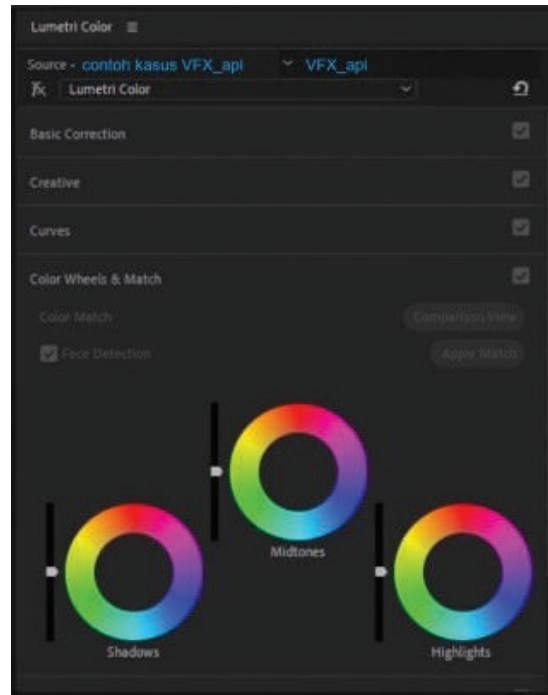 Lumetri Color
Source - contoh kasus VFX_api VFX_api
fx Lumetri Color
Basic Correction
Creative
Curves
Color Wheels & Match
Color Match Comparison View
Face Detection Apply Match
Midtones
Shadows Highlights